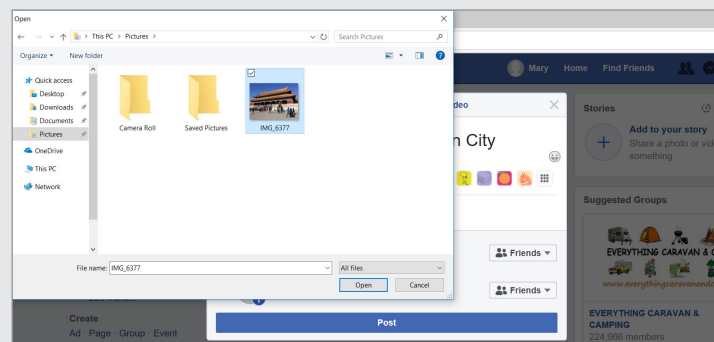 Open
This PC > Pictures >
Search Pictures
Organize
New folder
Quick access
Desktop
Downloads
Documents
Pictures
OneDrive
This PC
Network
Camera Roll
Saved Pictures
IMG_6377
File name:
IMG_6377
All files
Open
Cancel
Mary
Home
Find Friends
deo
n City
Friends
Friends
Post
Stories
Add to your story
Share a photo or vid
something
Suggested Groups
EVERYTHING CARAVAN & C
www.everythingcaravanandc
EVERYTHING CARAVAN &
CAMPING
224,966 members
Create
Ad · Page · Group · Event